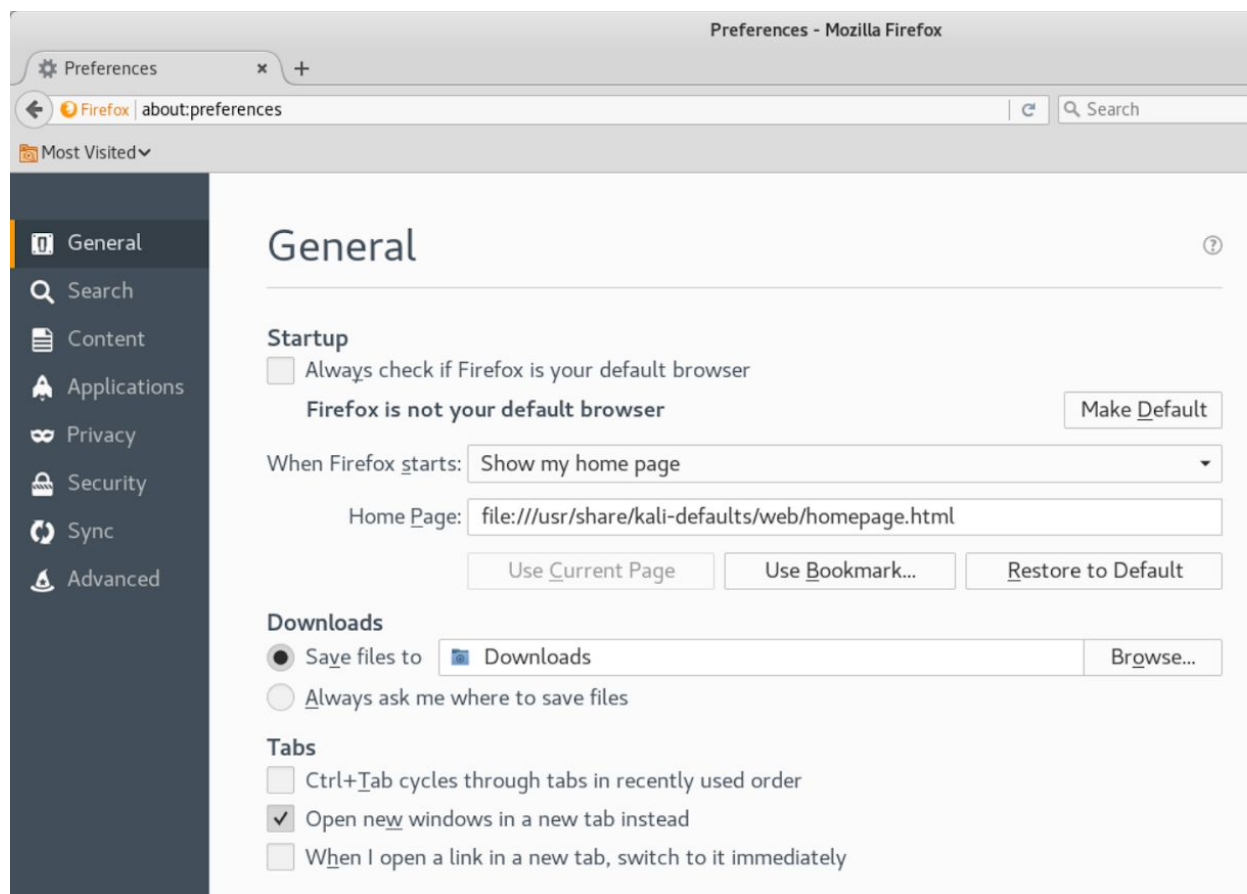 Preferences - Mozilla Firefox
Preferences × +
Firefox about:preferences Search
Most Visited
General
Search
Content
Applications
Privacy
Security
Sync
Advanced
General ?
Startup
Always check if Firefox is your default browser
Firefox is not your default browser Make Default
When Firefox starts: Show my home page
Home Page: file:///usr/share/kali-defaults/web/homepage.html
Use Current Page Use Bookmark... Restore to Default
Downloads
Save files to Downloads Browse...
Always ask me where to save files
Tabs
Ctrl+Tab cycles through tabs in recently used order
Open new windows in a new tab instead
When I open a link in a new tab, switch to it immediately